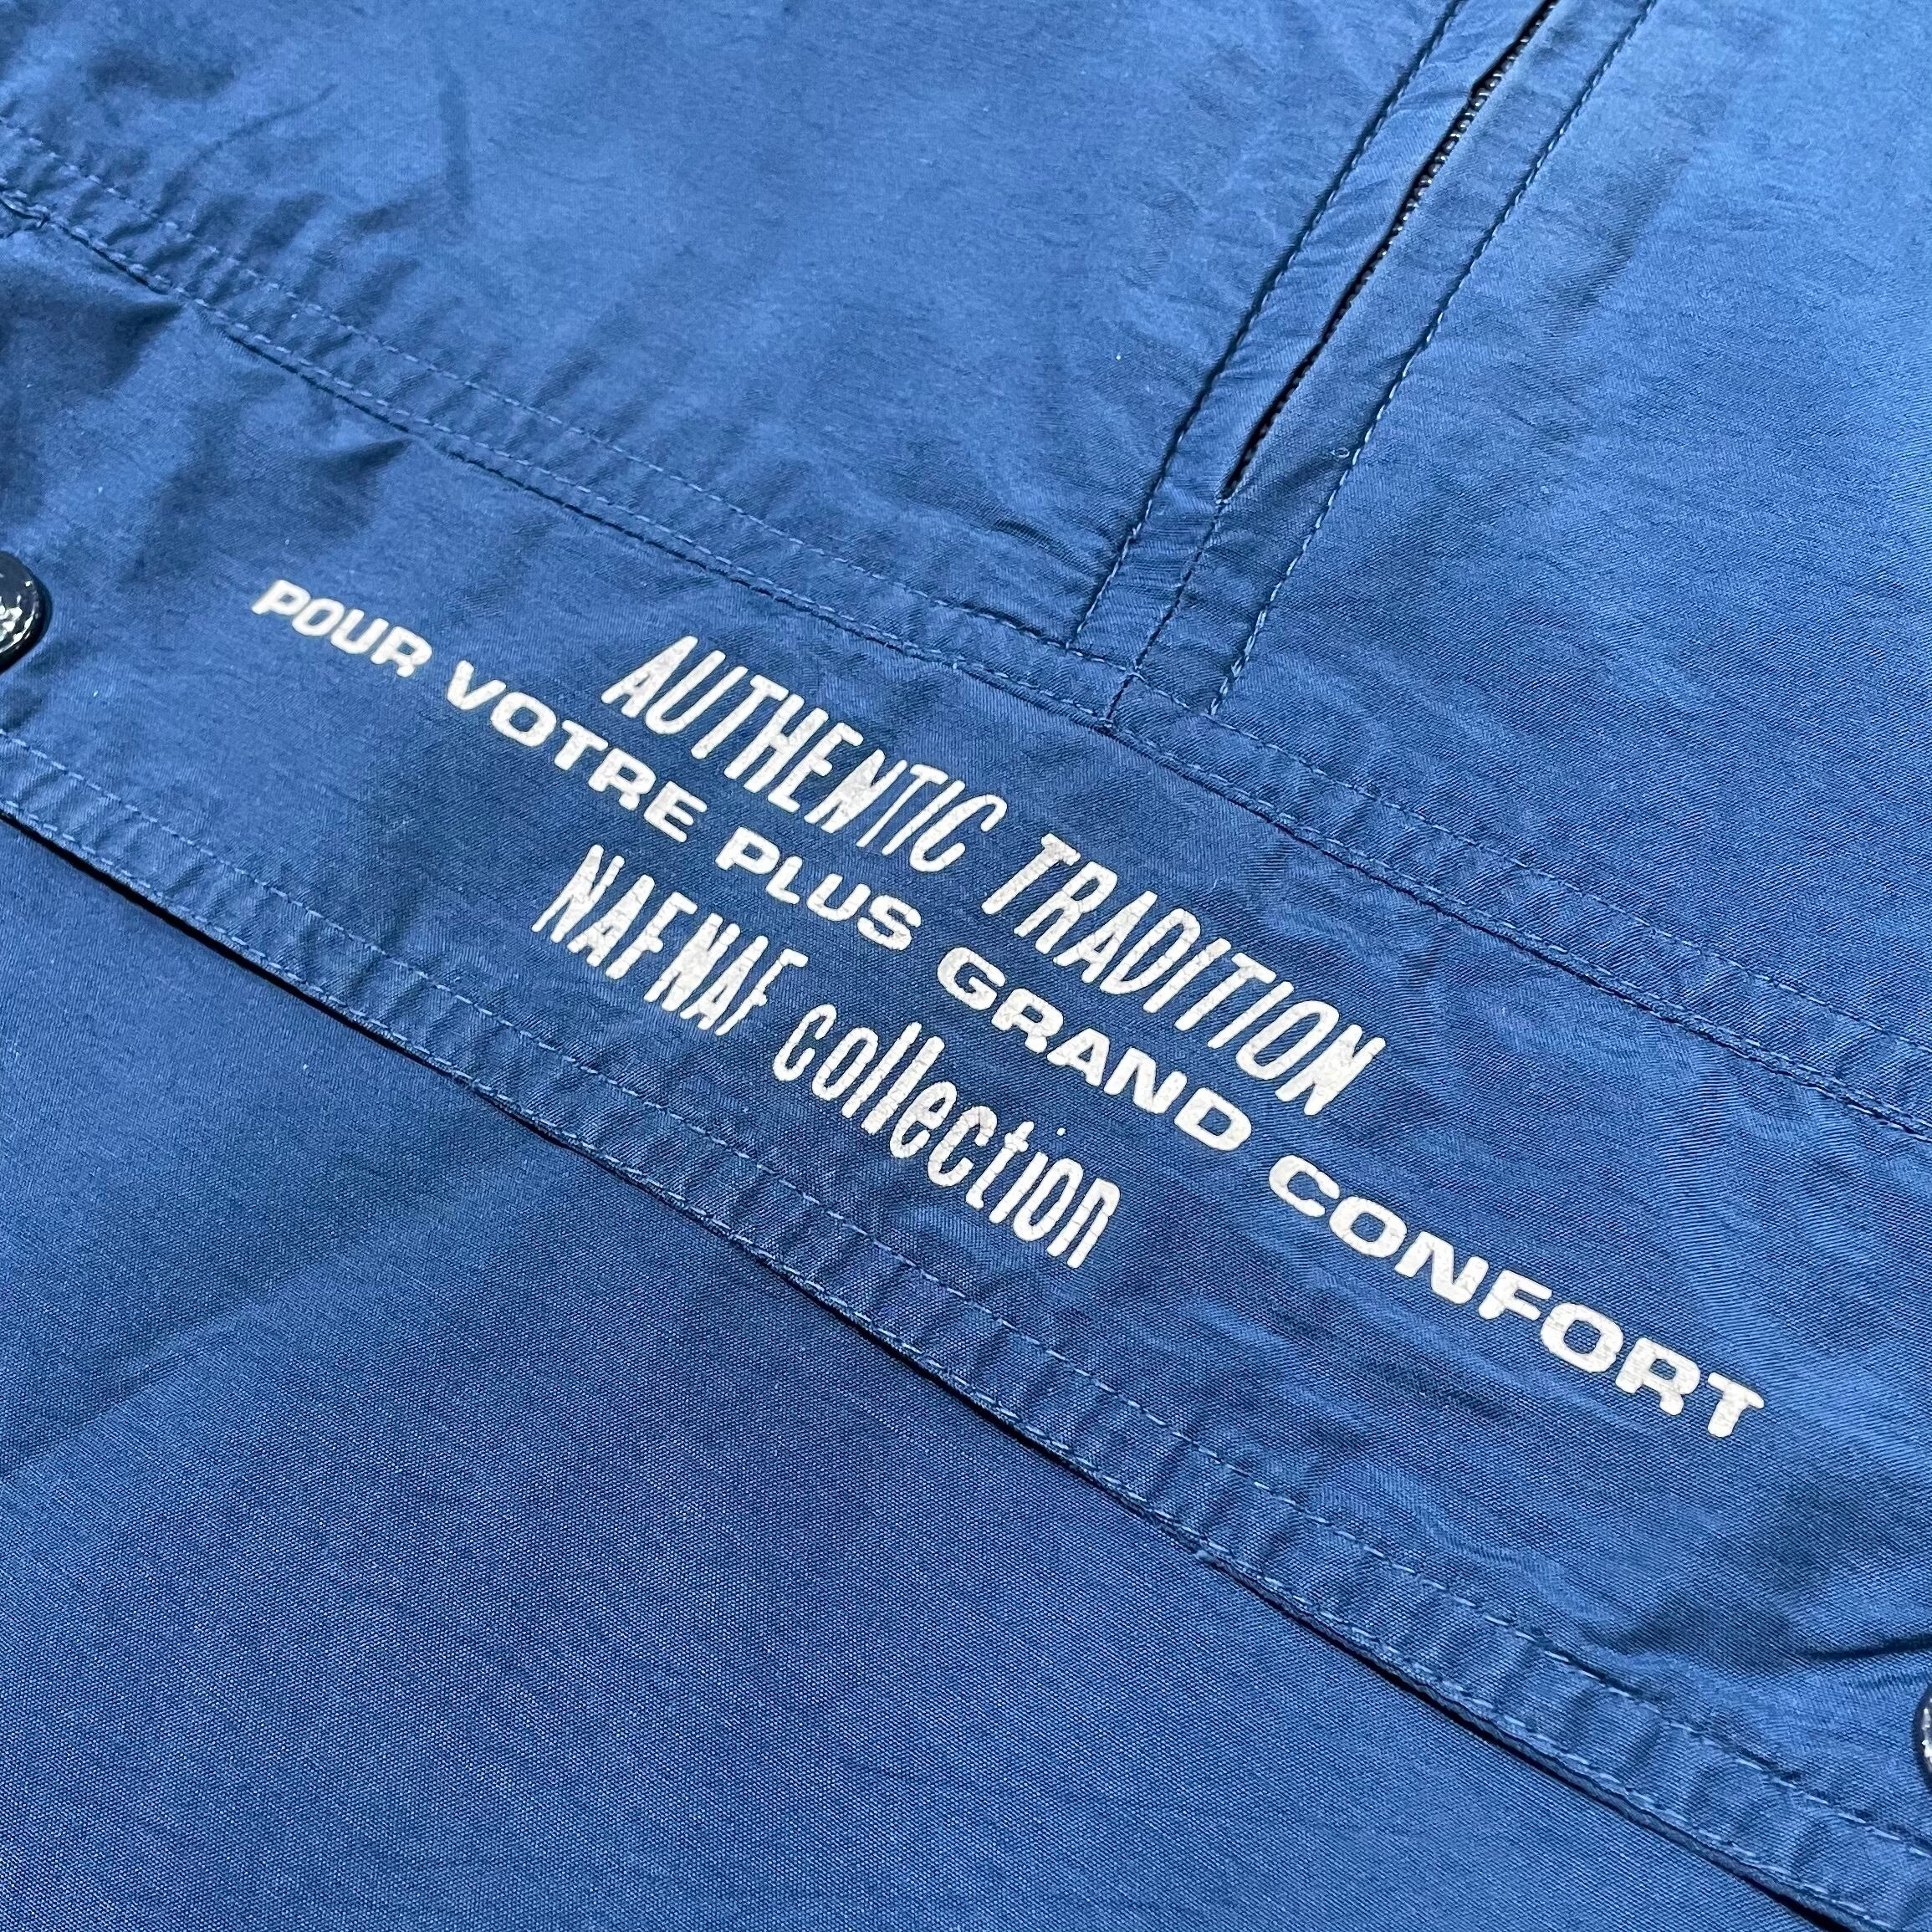 AUTHENTIC TRADITION
POUR VOTRE PLUS GRAND CONFORT
NAFNAF collection